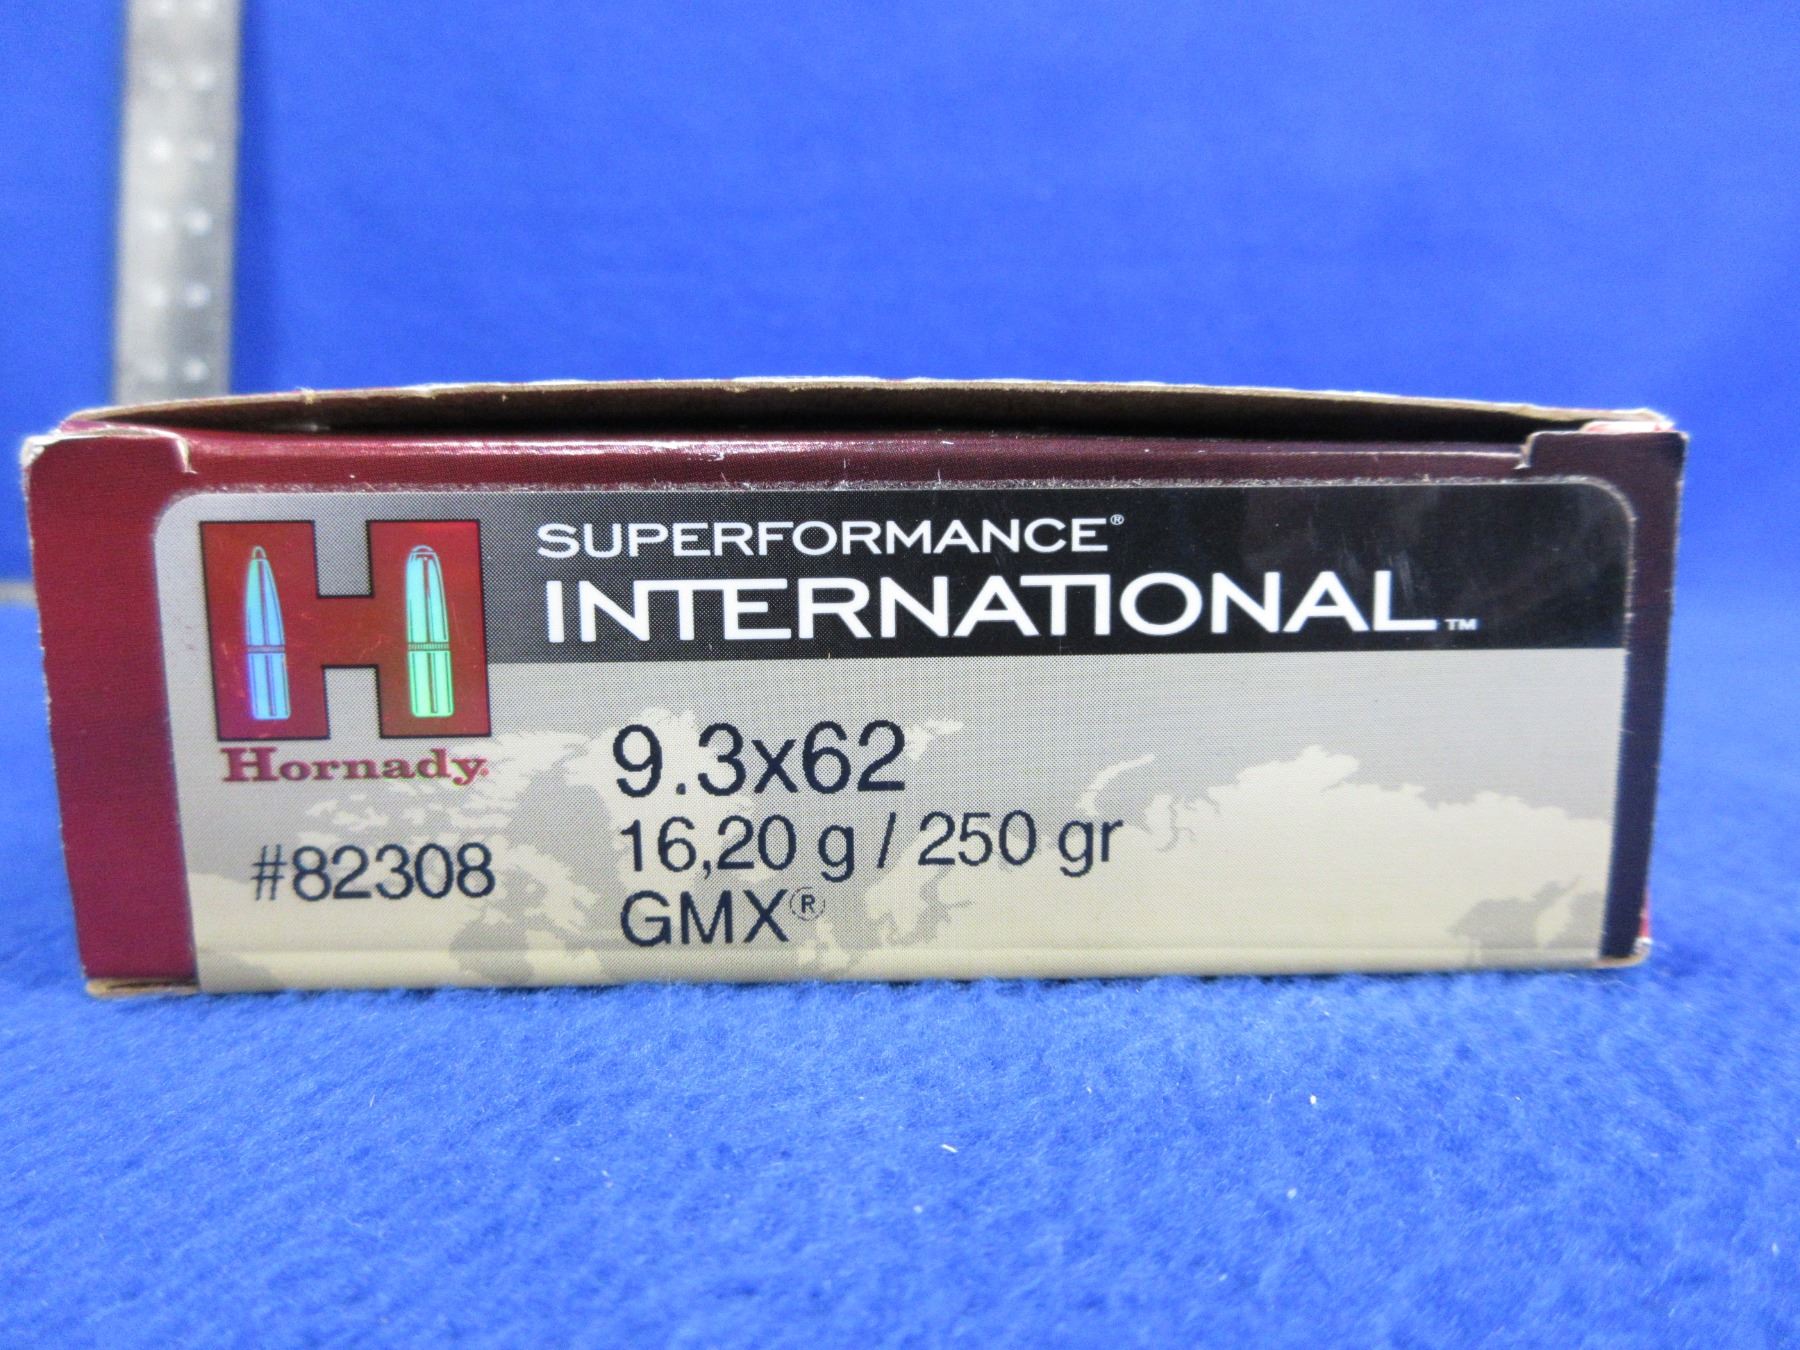 SUPERFORMANCE®
INTERNATIONAL™
Hornady®
9.3x62
#82308
16,20 g / 250 gr
GMX®